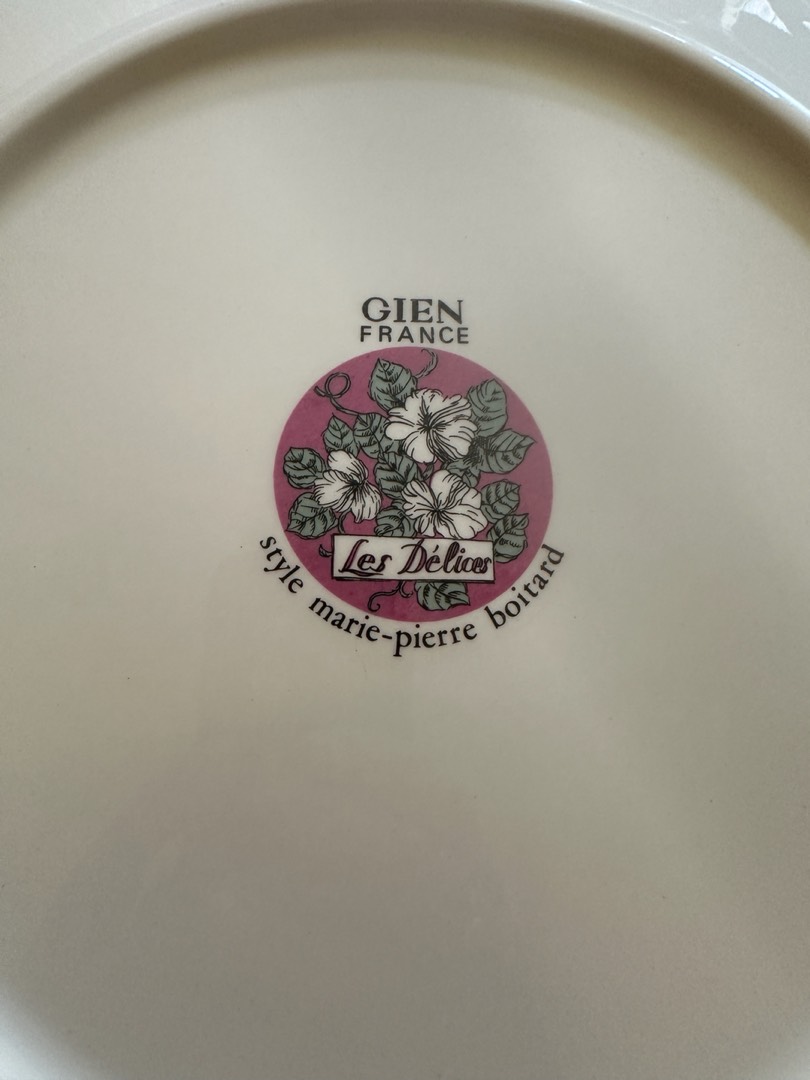 GIEN
FRANCE
Les Délices
style marie-pierre boitard